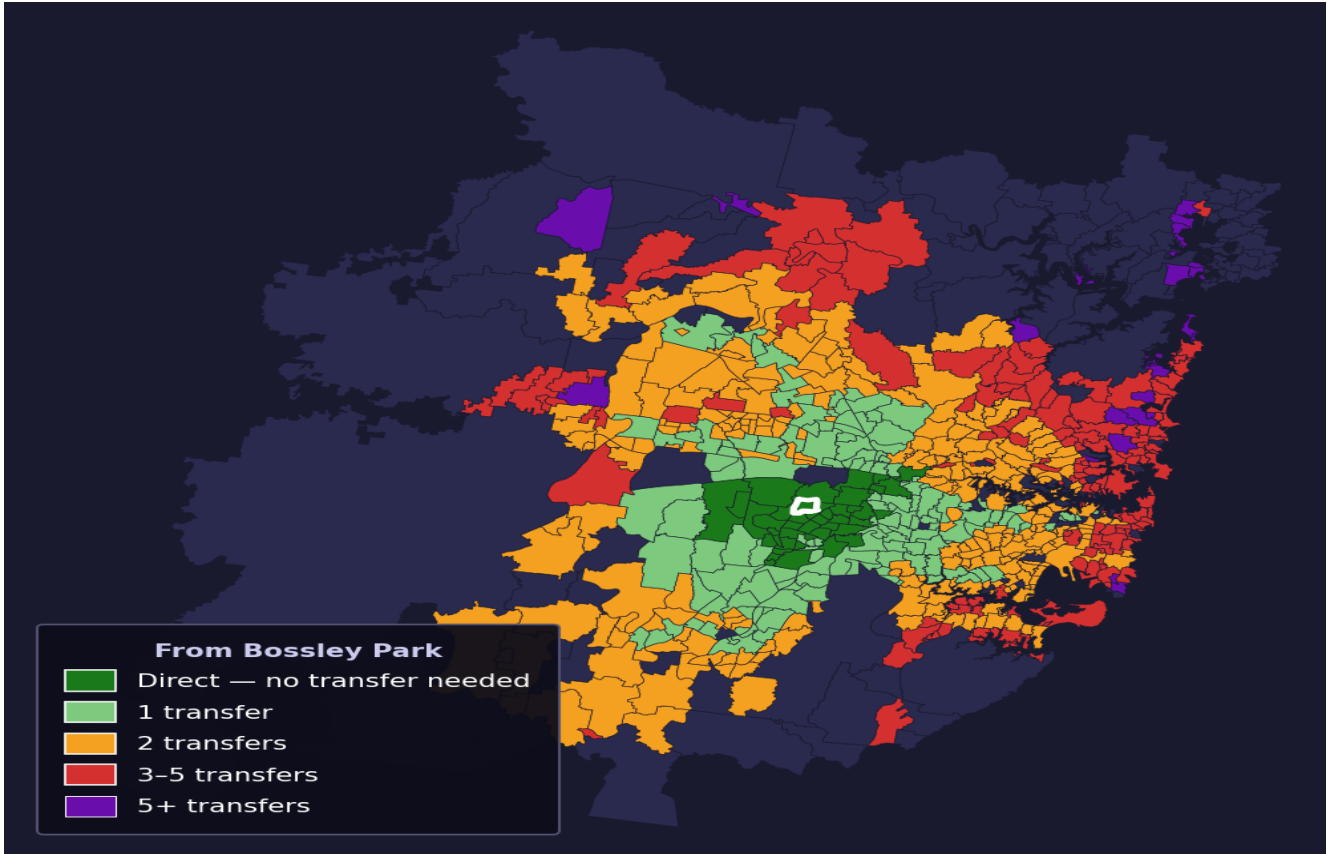 From Bossley Park
Direct — no transfer needed
1 transfer
2 transfers
3–5 transfers
5+ transfers